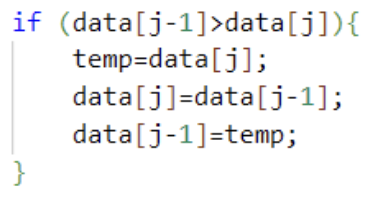 if (data[j-1]>data[j]){
    temp=data[j];
    data[j]=data[j-1];
    data[j-1]=temp;
}